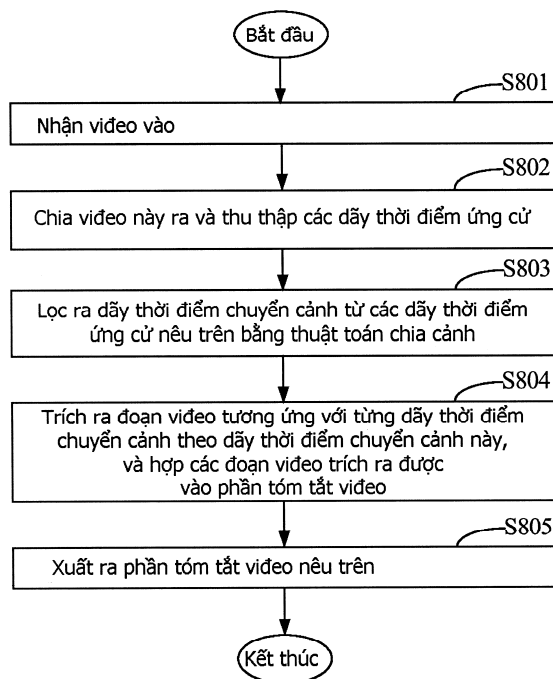 Bắt đầu
S801
Nhận viđeo vào
S802
Chia viđeo này ra và thu thập các dãy thời điểm ứng cử
S803
Lọc ra dãy thời điểm chuyển cảnh từ các dãy thời điểm
ứng cử nêu trên bằng thuật toán chia cảnh
S804
Trích ra đoạn viđeo tương ứng với từng dãy thời điểm
chuyển cảnh theo dãy thời điểm chuyển cảnh này,
và hợp các đoạn viđeo trích ra được
vào phần tóm tắt viđeo
S805
Xuất ra phần tóm tắt viđeo nêu trên
Kết thúc